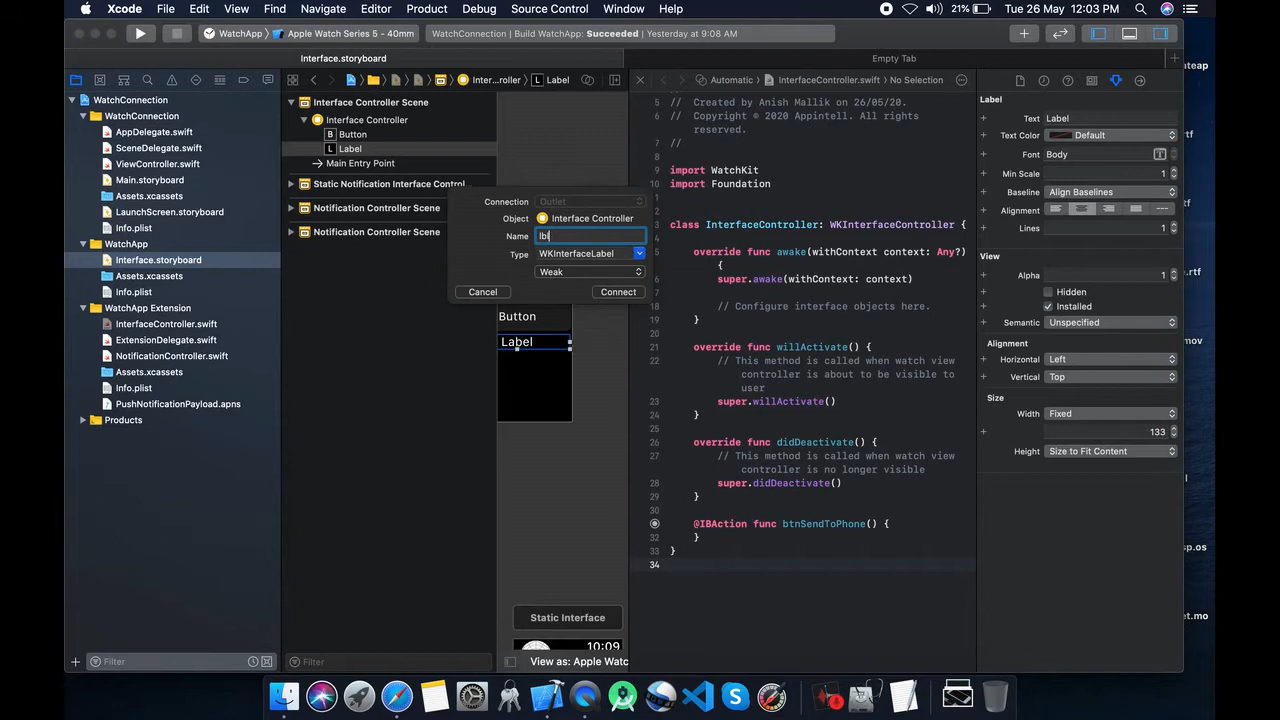 Xcode File Edit View Find Navigate Editor Product Debug Source Control Window Help 21% Tue 26 May 12:03 PM
WatchApp Apple Watch Series 5 - 40mm WatchConnection | Build WatchApp: Succeeded | Yesterday at 9:08 AM
Interface.storyboard Empty Tab
Inter...roller L Label Automatic InterfaceController.swift No Selection
WatchConnection
WatchConnection
AppDelegate.swift
SceneDelegate.swift
ViewController.swift
Main.storyboard
Assets.xcassets
LaunchScreen.storyboard
Info.plist
WatchApp
Interface.storyboard
Assets.xcassets
Info.plist
WatchApp Extension
InterfaceController.swift
ExtensionDelegate.swift
NotificationController.swift
Assets.xcassets
Info.plist
PushNotificationPayload.apns
Products
Filter
Interface Controller Scene
Interface Controller
B Button
L Label
Main Entry Point
Static Notification Interface Control
Notification Controller Scene
Notification Controller Scene
Filter
Connection Outlet
Object Interface Controller
Name lbl
Type WKInterfaceLabel
Weak
Cancel Connect
Button
Label
Static Interface
10:09
View as: Apple Watc
5 // Created by Anish Mallik on 26/05/20.
6 // Copyright © 2020 Appintell. All rights
reserved.
7 //
8
9 import WatchKit
10 import Foundation
class InterfaceController: WKInterfaceController {
override func awake(withContext context: Any?)
{
super.awake(withContext: context)
// Configure interface objects here.
19 }
20
21 override func willActivate() {
22 // This method is called when watch view
controller is about to be visible to
user
23 super.willActivate()
24 }
25
26 override func didDeactivate() {
27 // This method is called when watch view
controller is no longer visible
28 super.didDeactivate()
29 }
30
@IBAction func btnSendToPhone() {
32 }
33 }
34
Label
Text Label
Text Color Default
Font Body
Min Scale 1
Baseline Align Baselines
Alignment
Lines 1
View
Alpha 1
Hidden
Installed
Semantic Unspecified
Alignment
Horizontal Left
Vertical Top
Size
Width Fixed
133
Height Size to Fit Content
.rtf
.rtf
mov
sp.os
et.mo